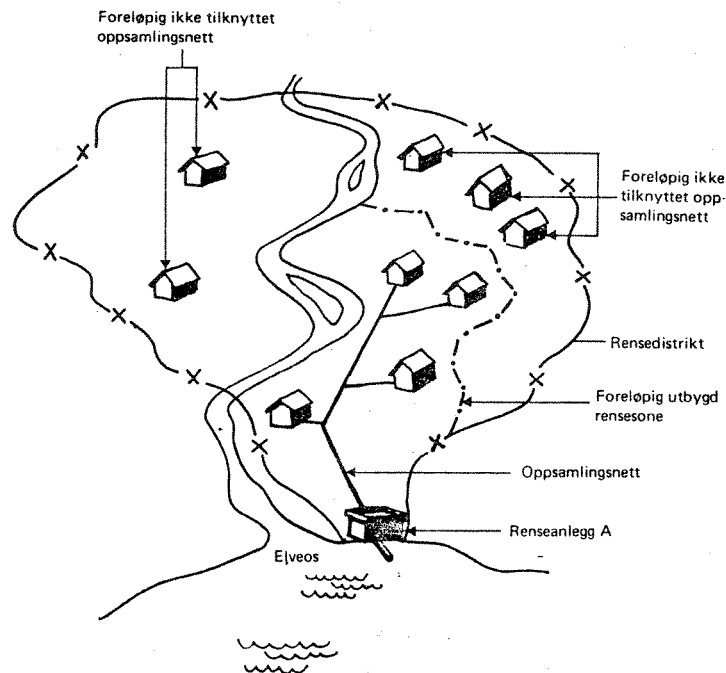 Foreløpig ikke tilknyttet
oppsamlingsnett
Foreløpig ikke
tilknyttet opp-
samlingsnett
Rensedistrikt
Foreløpig utbygd
rensesone
Oppsamlingsnett
Renseanlegg A
Elveos